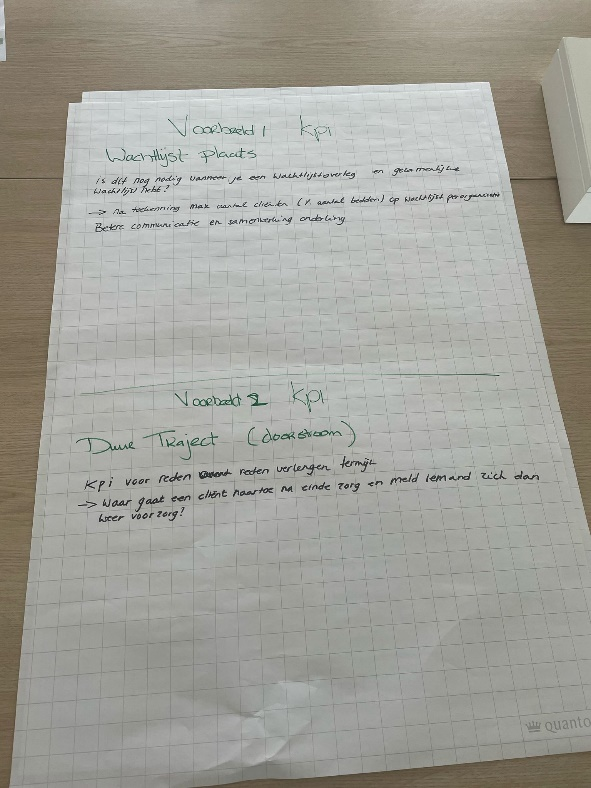 Voorbeeld 1 kpi
Wachtlijst plaats
is dit nog nodig wanneer je een wachtlijstoverleg en gezamenlijke
wachtlijst hebt?
→ na toekenning max aantal cliënten (% aantal bedden) op wachtlijst per organisatie
Betere communicatie en samenwerking onderling
Voorbeeld 2 kpi
Duur Traject (doorstroom)
Kpi voor reden reden verlengen termijn
→ Waar gaat een cliënt naartoe na einde zorg en meld iemand zich dan
weer voor zorg?
quanto